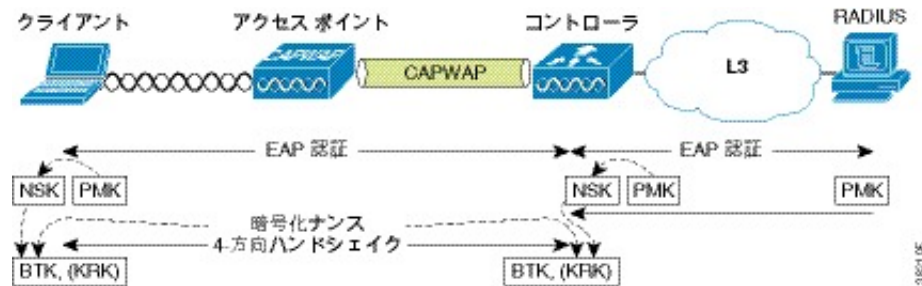 クライアント
アクセス ポイント
コントローラ
RADIUS
CAPWAP
CAPWAP
L3
EAP 認証
EAP 認証
NSK
PMK
NSK
PMK
PMK
暗号化ナンス
4-方向ハンドシェイク
BTK, (KRK)
BTK, (KRK)